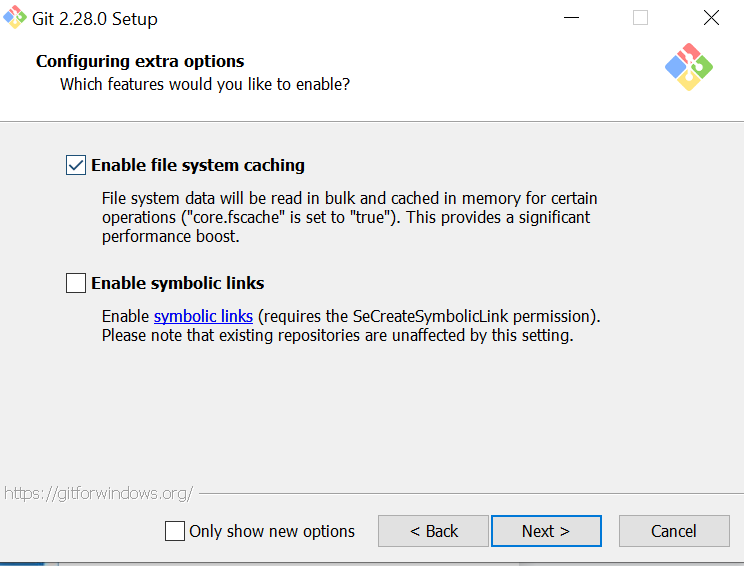 Git 2.28.0 Setup
Configuring extra options
Which features would you like to enable?
Enable file system caching
File system data will be read in bulk and cached in memory for certain
operations ("core.fscache" is set to "true"). This provides a significant
performance boost.
Enable symbolic links
Enable symbolic links (requires the SeCreateSymbolicLink permission).
Please note that existing repositories are unaffected by this setting.
https://gitforwindows.org/
Only show new options
< Back
Next >
Cancel